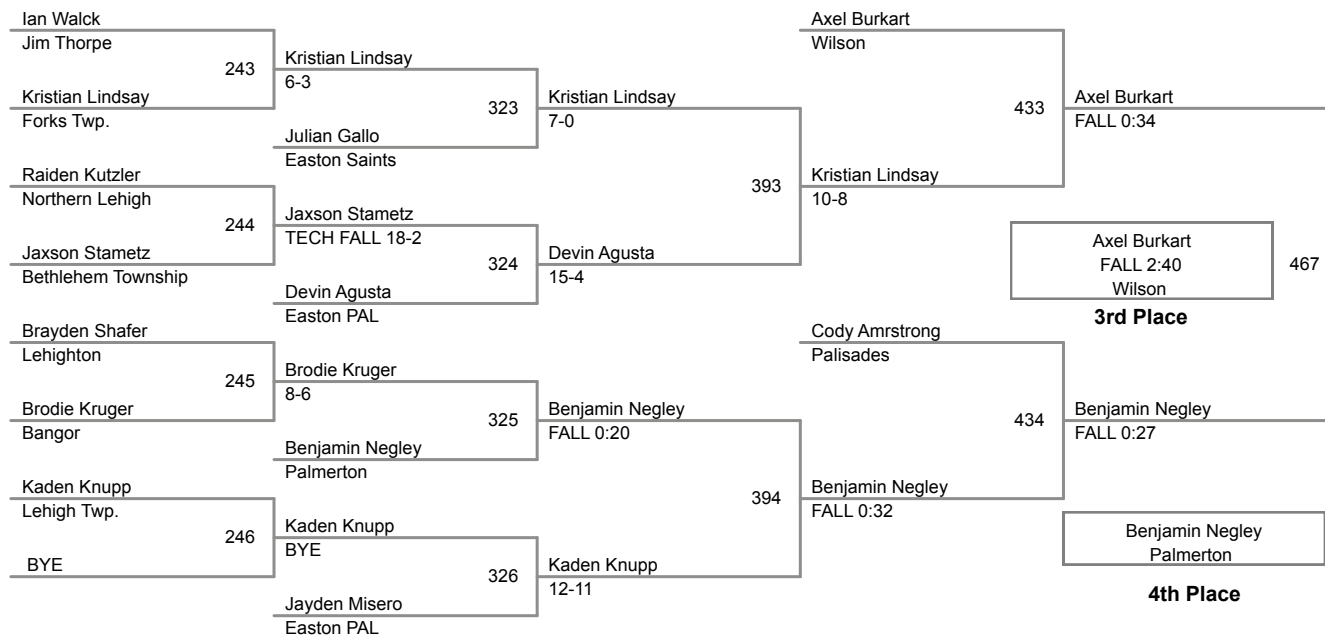 Ian Walck
Jim Thorpe
243
Kristian Lindsay
Forks Twp.
Raiden Kutzler
Northern Lehigh
244
Jaxson Stametz
Bethlehem Township
Brayden Shafer
Lehighton
245
Brodie Kruger
Bangor
Kaden Knupp
Lehigh Twp.
246
BYE
Kristian Lindsay
6-3
323
Julian Gallo
Easton Saints
Jaxson Stametz
TECH FALL 18-2
324
Devin Agusta
Easton PAL
Brodie Kruger
8-6
325
Benjamin Negley
Palmerton
Kaden Knupp
BYE
326
Jayden Misero
Easton PAL
Kristian Lindsay
7-0
393
Devin Agusta
15-4
Benjamin Negley
FALL 0:20
394
Kaden Knupp
12-11
Axel Burkart
Wilson
433
Kristian Lindsay
10-8
Cody Amrstrong
Palisades
434
Benjamin Negley
FALL 0:32
Axel Burkart
FALL 0:34
Axel Burkart
FALL 2:40
Wilson
467
3rd Place
Benjamin Negley
FALL 0:27
Benjamin Negley
Palmerton
4th Place